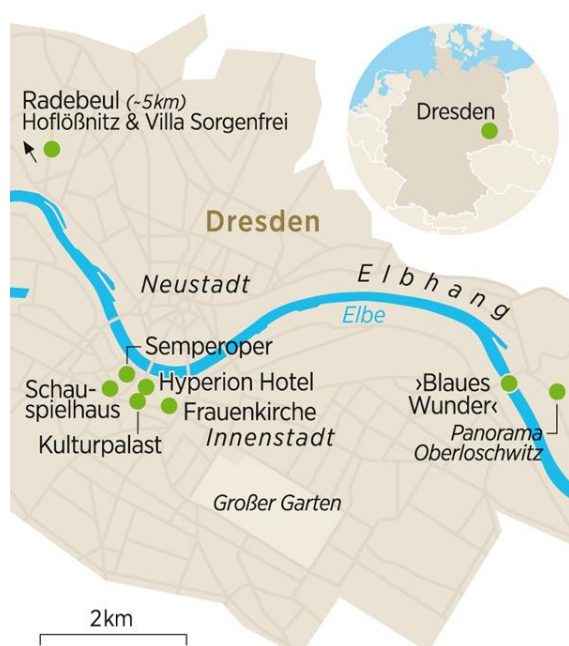 Radebeul (~5km)
Hoflößnitz & Villa Sorgenfrei
Dresden
Dresden
Neustadt
Elbhang
Elbe
Semperoper
Hyperion Hotel
Schau-
spielhaus
Frauenkirche
Kulturpalast
Innenstadt
›Blaues
Wunder‹
Panorama
Oberloschwitz
Großer Garten
2km